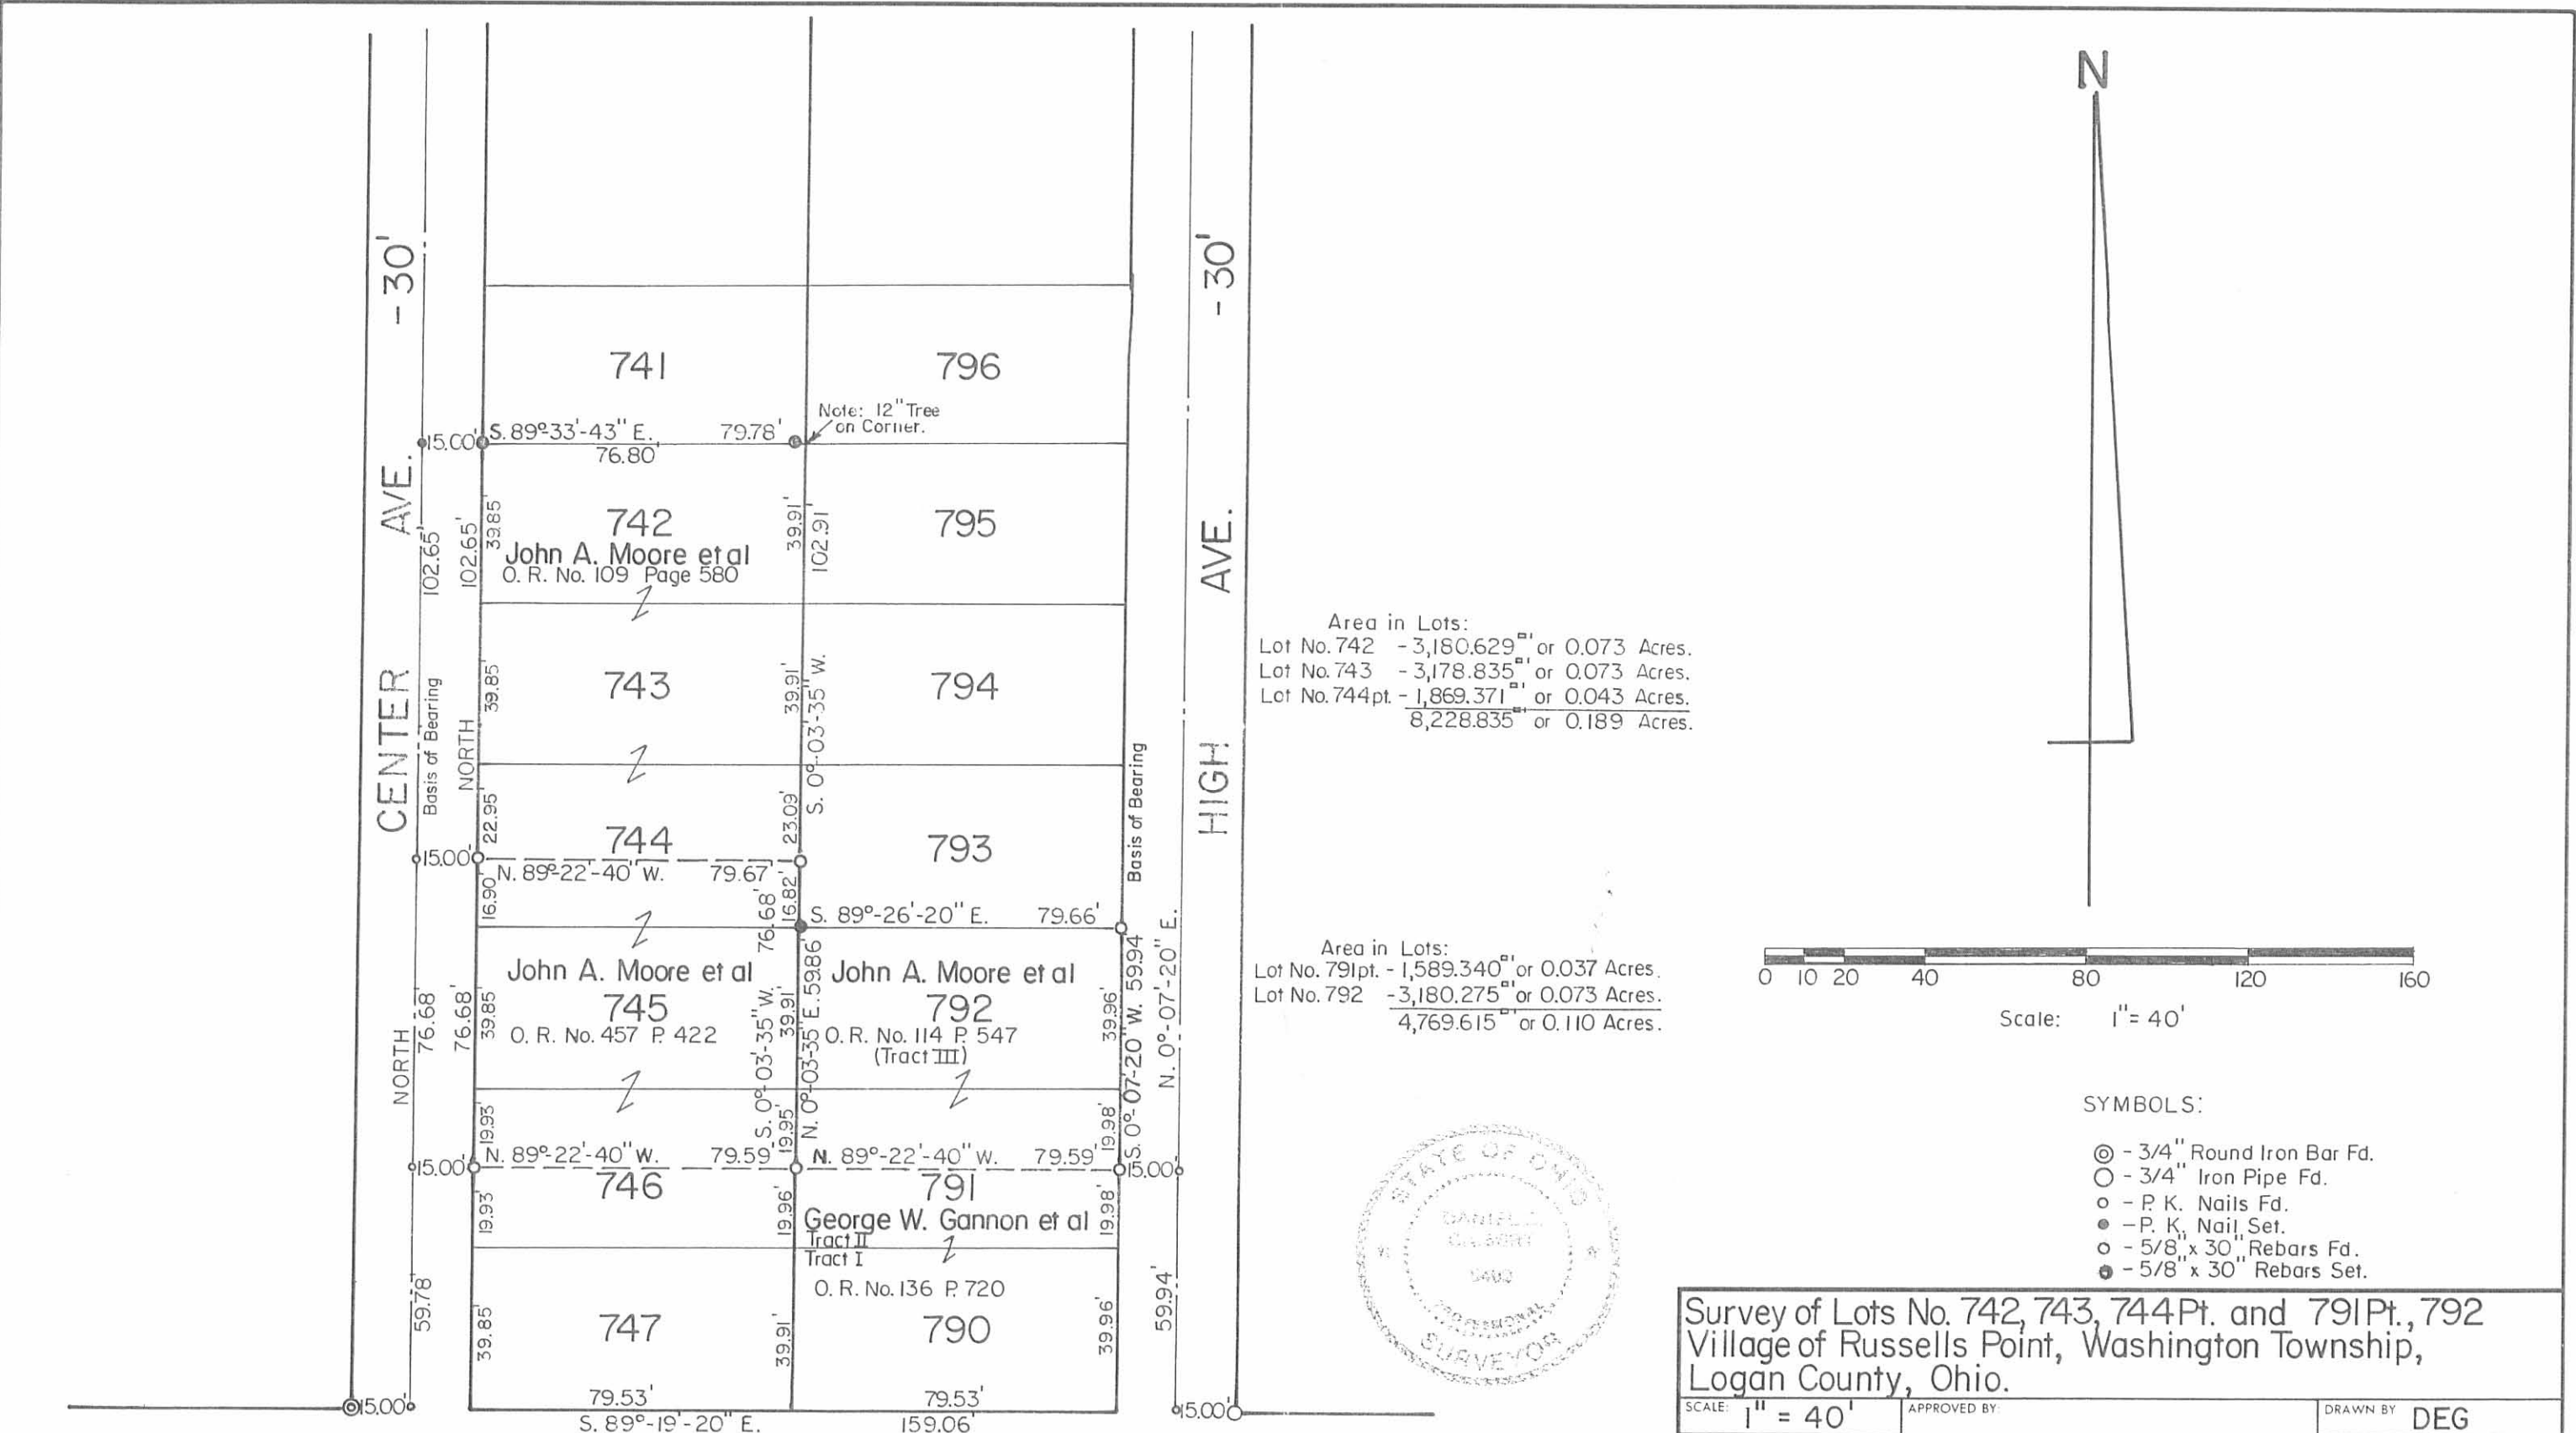 N
CENTER AVE. - 30'
HIGH AVE. - 30'
741
796
Note: 12" Tree
on Corner.
15.00'
S. 89°-33'-43" E. 79.78'
76.80'
102.65'
Basis of Bearing
102.65'
NORTH
39.85'
742
John A. Moore et al
O. R. No. 109 Page 580
39.91'
102.91'
795
39.85'
743
39.91'
S. 0°-03'-35" W.
794
22.95
744
23.09'
793
Basis of Bearing
15.00'
N. 89°-22'-40" W. 79.67'
16.90'
16.82'
76.68'
S. 89°-26'-20" E. 79.66'
NORTH
76.68'
76.68'
39.85
John A. Moore et al
745
O. R. No. 457 P. 422
S. 0°-03'-35" W.
39.91'
N. 0°-03'-35" E. 59.86'
John A. Moore et al
792
O. R. No. 114 P. 547
(Tract III)
39.96'
S. 0°-07'-20" W. 59.94
N. 0°-07'-20" E.
19.93'
19.95'
19.98'
15.00'
N. 89°-22'-40" W. 79.59'
N. 89°-22'-40" W. 79.59'
15.00'
746
791
19.93'
19.96'
19.98'
George W. Gannon et al
Tract II
Tract I
O. R. No. 136 P. 720
59.78'
39.85'
747
39.91'
790
39.96'
59.94'
15.00'
79.53'
79.53'
15.00'
S. 89°-19'-20" E. 159.06'
Area in Lots:
Lot No. 742 - 3,180.629 □' or 0.073 Acres.
Lot No. 743 - 3,178.835 □' or 0.073 Acres.
Lot No. 744pt. - 1,869.371 □' or 0.043 Acres.
8,228.835 □' or 0.189 Acres.
Area in Lots:
Lot No. 791pt. - 1,589.340 □' or 0.037 Acres.
Lot No. 792 - 3,180.275 □' or 0.073 Acres.
4,769.615 □' or 0.110 Acres.
0 10 20 40 80 120 160
Scale: 1" = 40'
SYMBOLS:
◎ - 3/4" Round Iron Bar Fd.
○ - 3/4" Iron Pipe Fd.
○ - P. K. Nails Fd.
● - P. K. Nail Set.
○ - 5/8" x 30" Rebars Fd.
● - 5/8" x 30" Rebars Set.
STATE OF OHIO
PROFESSIONAL
SURVEYOR
Survey of Lots No. 742, 743, 744 Pt. and 791 Pt., 792
Village of Russells Point, Washington Township,
Logan County, Ohio.
SCALE: 1" = 40'
APPROVED BY:
DRAWN BY DEG